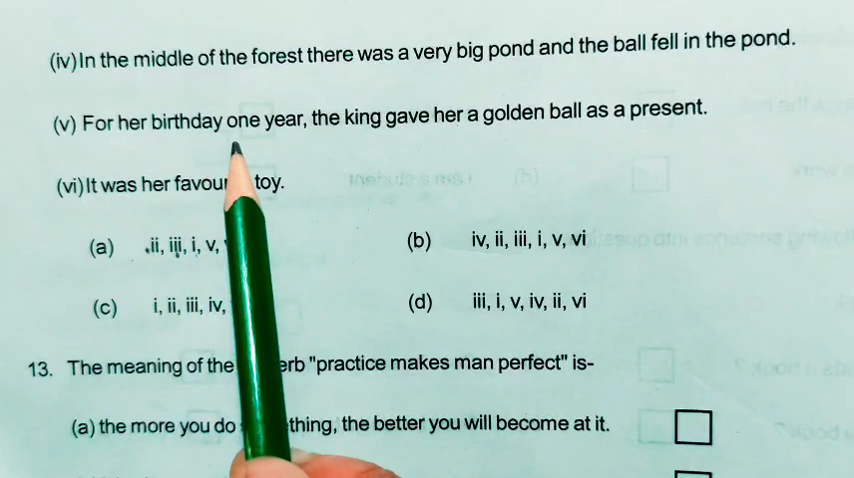 (iv)In the middle of the forest there was a very big pond and the ball fell in the pond.
(v) For her birthday one year, the king gave her a golden ball as a present.
(vi)It was her toy.
(a) .ii, iii, i, v,
(b) iv, ii, iii, i, v, vi
(c) i, ii, iii, iv,
(d) iii, i, v, iv, ii, vi
13. The meaning of the "practice makes man perfect" is-
(a) the more you do the better you will become at it.